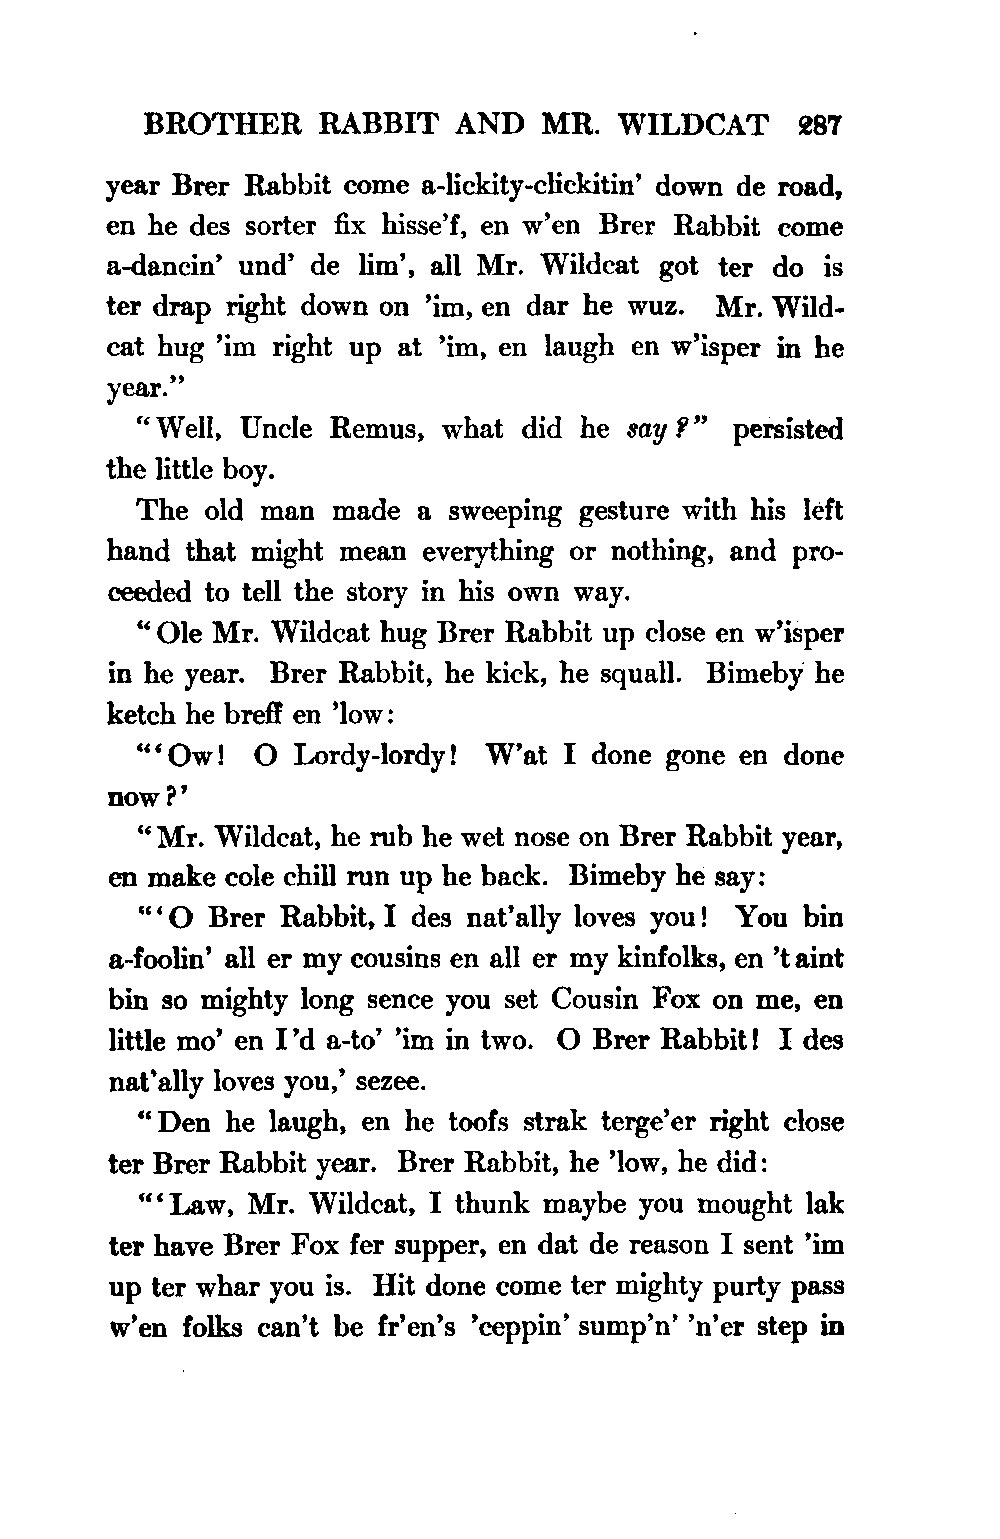 BROTHER RABBIT AND MR. WILDCAT 287
year Brer Rabbit come a-lickity-clickitin’ down de road,
en he des sorter fix hisse’f, en w’en Brer Rabbit come
a-dancin’ und’ de lim’, all Mr. Wildcat got ter do is
ter drap right down on ’im, en dar he wuz. Mr. Wild-
cat hug ’im right up at ’im, en laugh en w’isper in he
year.”
“Well, Uncle Remus, what did he say?” persisted
the little boy.
The old man made a sweeping gesture with his left
hand that might mean everything or nothing, and pro-
ceeded to tell the story in his own way.
“Ole Mr. Wildcat hug Brer Rabbit up close en w’isper
in he year. Brer Rabbit, he kick, he squall. Bimeby he
ketch he breff en ’low:
“‘Ow! O Lordy-lordy! W’at I done gone en done
now?’
“Mr. Wildcat, he rub he wet nose on Brer Rabbit year,
en make cole chill run up he back. Bimeby he say:
“‘O Brer Rabbit, I des nat’ally loves you! You bin
a-foolin’ all er my cousins en all er my kinfolks, en ’taint
bin so mighty long sence you set Cousin Fox on me, en
little mo’ en I’d a-to’ ’im in two. O Brer Rabbit! I des
nat’ally loves you,’ sezee.
“Den he laugh, en he toofs strak terge’er right close
ter Brer Rabbit year. Brer Rabbit, he ’low, he did:
“‘Law, Mr. Wildcat, I thunk maybe you mought lak
ter have Brer Fox fer supper, en dat de reason I sent ’im
up ter whar you is. Hit done come ter mighty purty pass
w’en folks can’t be fr’en’s ’ceppin’ sump’n’ ’n’er step in